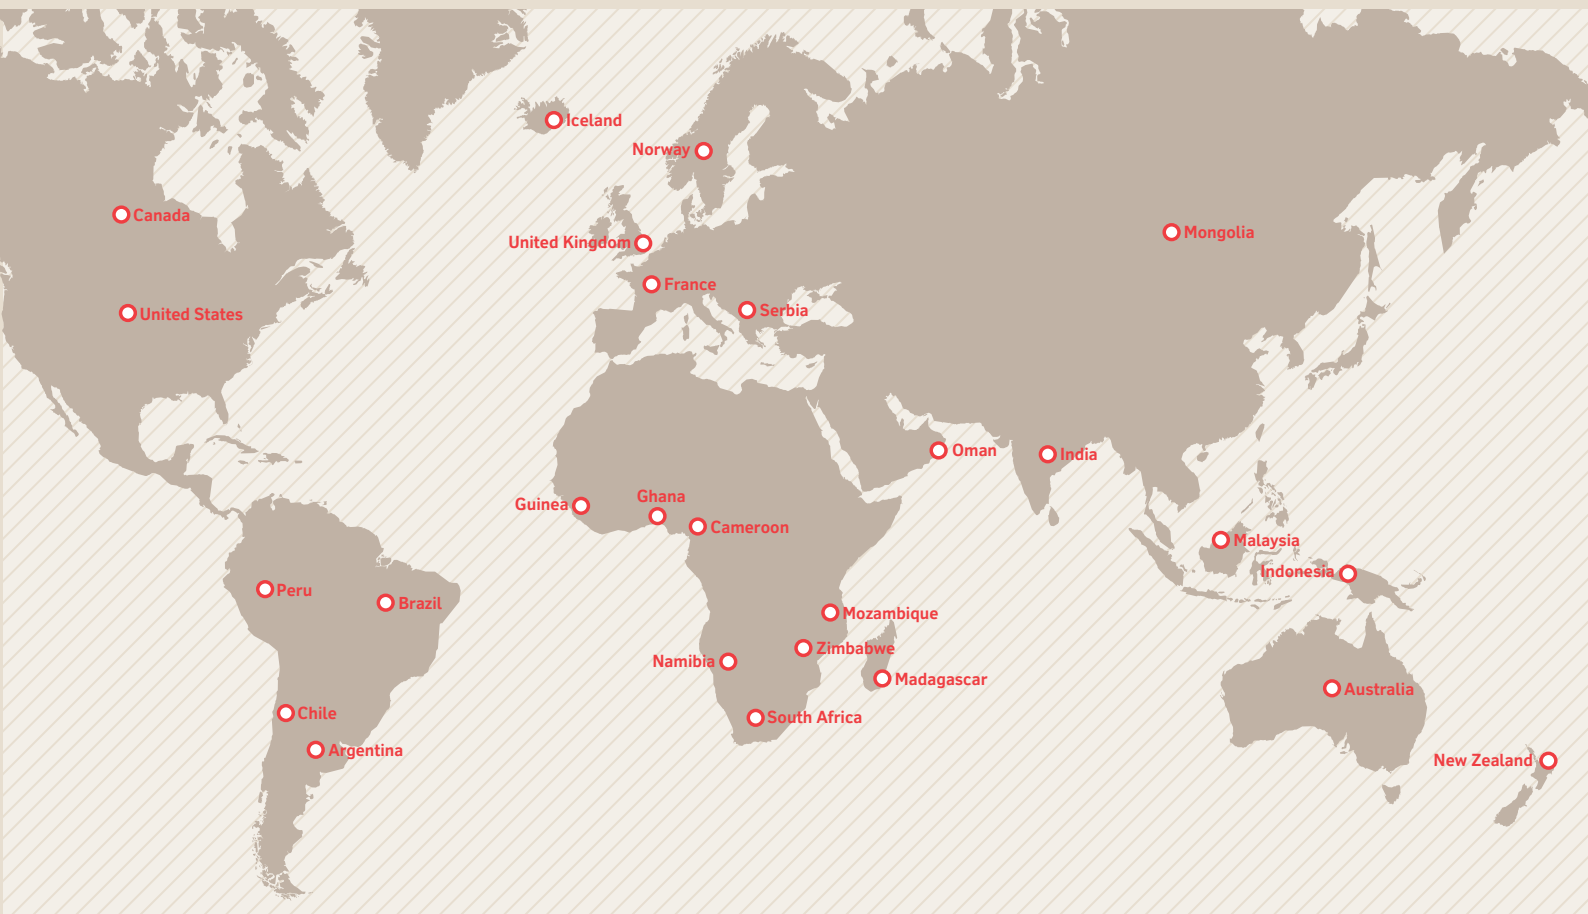 Iceland
Norway
Canada
Mongolia
United Kingdom
France
Serbia
United States
Oman
India
Ghana
Guinea
Cameroon
Malaysia
Indonesia
Peru
Brazil
Mozambique
Zimbabwe
Namibia
Madagascar
Australia
Chile
South Africa
Argentina
New Zealand